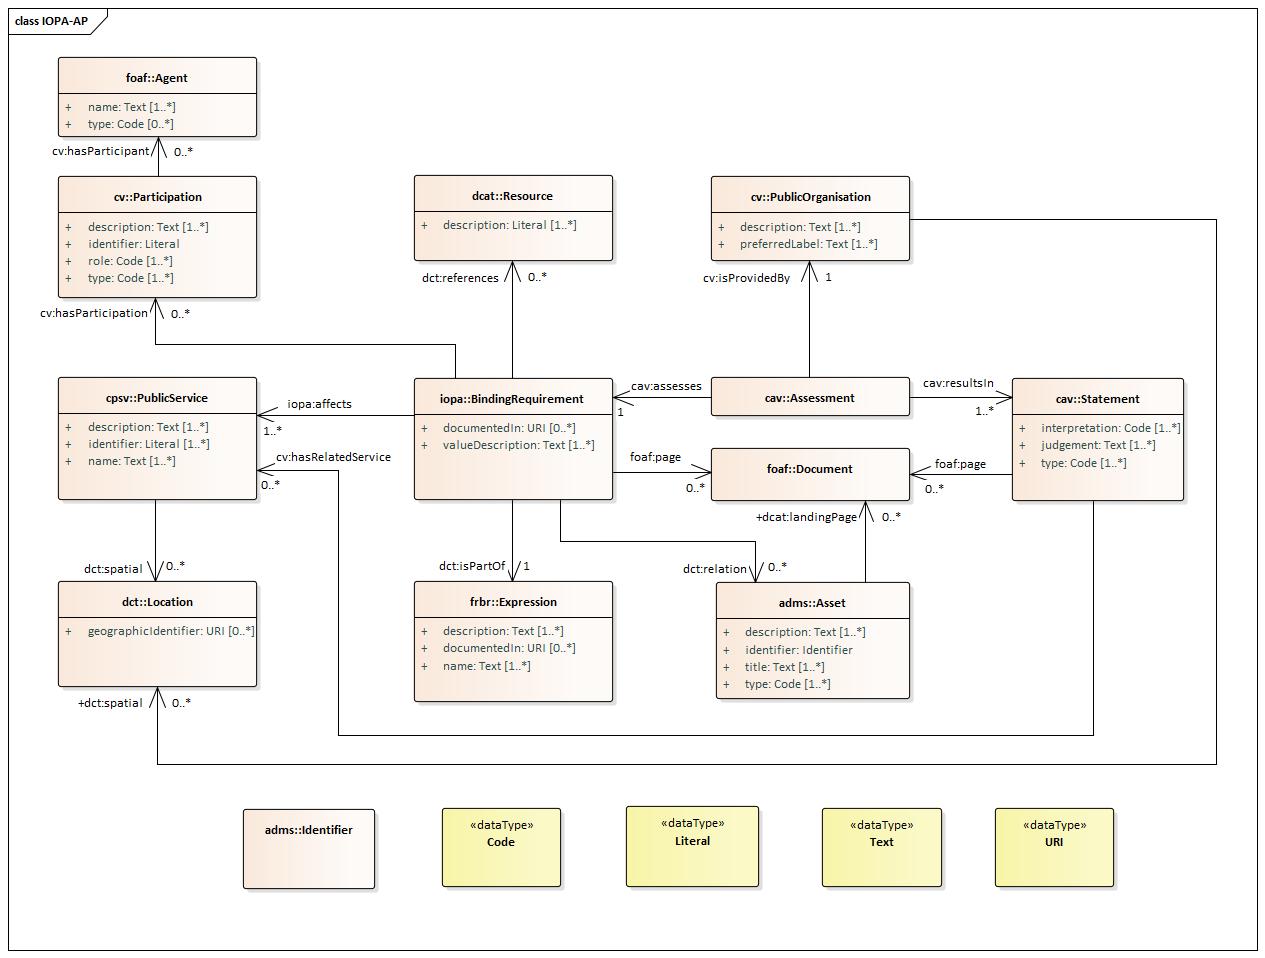 class IOPA-AP
foaf::Agent
+ name: Text [1..*]
+ type: Code [0..*]
cv:hasParticipant
0..*
cv::Participation
+ description: Text [1..*]
+ identifier: Literal
+ role: Code [1..*]
+ type: Code [1..*]
cv:hasParticipation
0..*
dcat::Resource
+ description: Literal [1..*]
dct:references
0..*
cv::PublicOrganisation
+ description: Text [1..*]
+ preferredLabel: Text [1..*]
cv:isProvidedBy
1
cpsv::PublicService
+ description: Text [1..*]
+ identifier: Literal [1..*]
+ name: Text [1..*]
iopa:affects
1..*
cv:hasRelatedService
0..*
iopa::BindingRequirement
+ documentedIn: URI [0..*]
+ valueDescription: Text [1..*]
cav:assesses
1
cav::Assessment
cav:resultsIn
1..*
cav::Statement
+ interpretation: Code [1..*]
+ judgement: Text [1..*]
+ type: Code [1..*]
foaf:page
0..*
foaf::Document
foaf:page
0..*
+dcat:landingPage
0..*
dct:spatial
0..*
dct::Location
+ geographicIdentifier: URI [0..*]
+dct:spatial
0..*
dct:isPartOf
1
frbr::Expression
+ description: Text [1..*]
+ documentedIn: URI [0..*]
+ name: Text [1..*]
dct:relation
0..*
adms::Asset
+ description: Text [1..*]
+ identifier: Identifier
+ title: Text [1..*]
+ type: Code [1..*]
adms::Identifier
«dataType»
Code
«dataType»
Literal
«dataType»
Text
«dataType»
URI